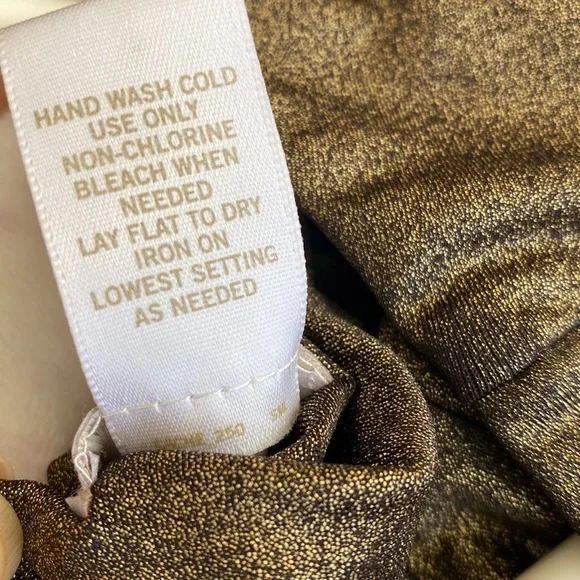 HAND WASH COLD
USE ONLY
NON-CHLORINE
BLEACH WHEN
NEEDED
LAY FLAT TO DRY
IRON ON
LOWEST SETTING
AS NEEDED
250